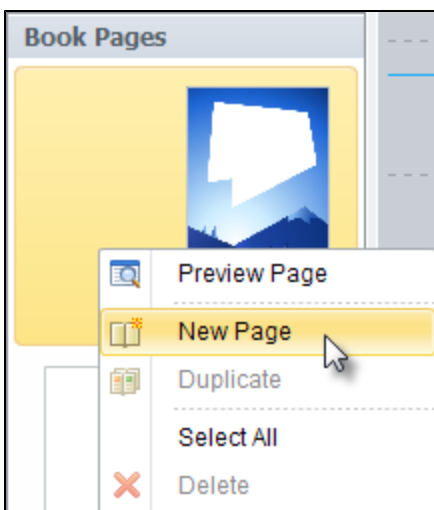 Book Pages
Preview Page
New Page
Duplicate
Select All
Delete